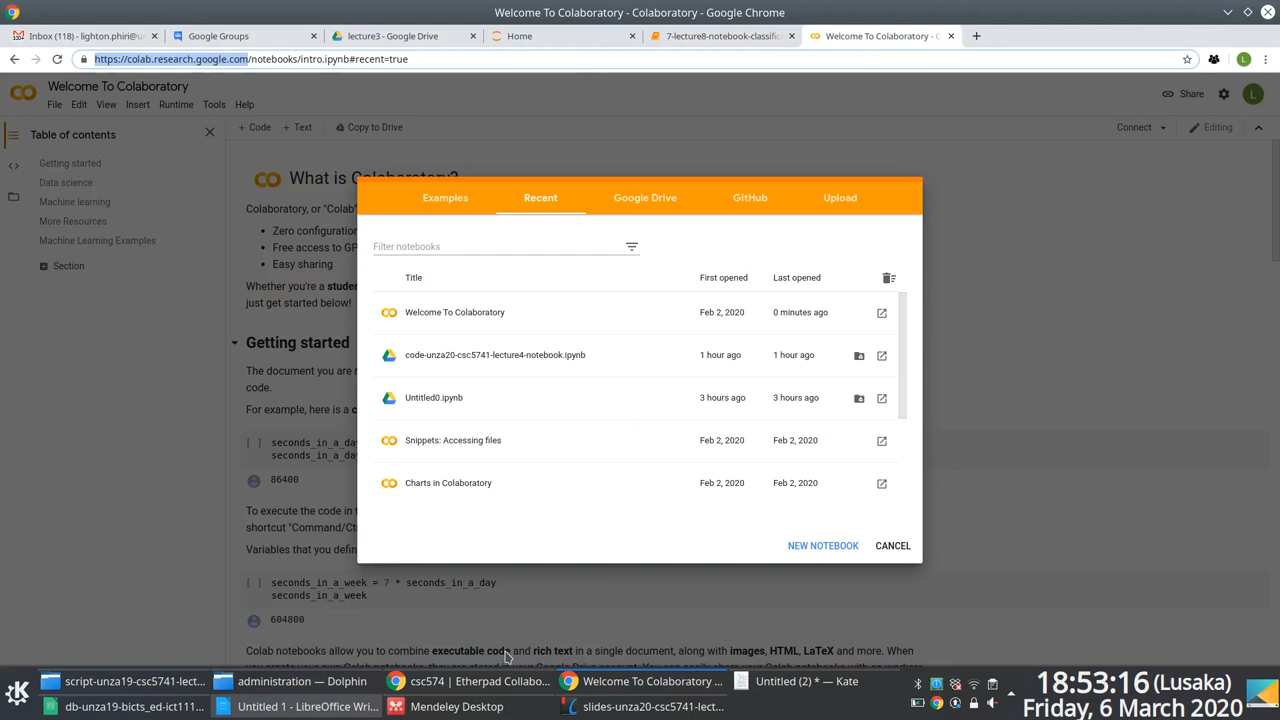 Welcome To Colaboratory - Colaboratory - Google Chrome
Inbox (118) - lighton.phiri@u
Google Groups
lecture3 - Google Drive
Home
7-lecture8-notebook-classific
Welcome To Colaboratory - C
https://colab.research.google.com/notebooks/intro.ipynb#recent=true
L
Welcome To Colaboratory
File Edit View Insert Runtime Tools Help
Share
L
Table of contents
+ Code + Text Copy to Drive
Connect
Editing
Getting started
Data science
Machine learning
More Resources
Machine Learning Examples
Section
What is Colaboratory?
Colaboratory, or "Colab"
Zero configuration
Free access to GP
Easy sharing
Whether you're a studen
just get started below!
Getting started
The document you are r
code.
For example, here is a c
[ ] seconds_in_a_da
seconds_in_a_da
86400
To execute the code in t
shortcut "Command/Ct
Variables that you defin
[ ] seconds_in_a_week = 7 * seconds_in_a_day
seconds_in_a_week
604800
Colab notebooks allow you to combine executable code and rich text in a single document, along with images, HTML, LaTeX and more. When
Examples Recent Google Drive GitHub Upload
Filter notebooks
Title First opened Last opened
Welcome To Colaboratory Feb 2, 2020 0 minutes ago
code-unza20-csc5741-lecture4-notebook.ipynb 1 hour ago 1 hour ago
Untitled0.ipynb 3 hours ago 3 hours ago
Snippets: Accessing files Feb 2, 2020 Feb 2, 2020
Charts in Colaboratory Feb 2, 2020 Feb 2, 2020
NEW NOTEBOOK CANCEL
script-unza19-csc5741-lect...
administration — Dolphin
csc574 | Etherpad Collabo...
Welcome To Colaboratory ...
Untitled (2) * — Kate
db-unza19-bicts_ed-ict111...
Untitled 1 - LibreOffice Wri...
Mendeley Desktop
slides-unza20-csc5741-lect...
18:53:16 (Lusaka)
Friday, 6 March 2020